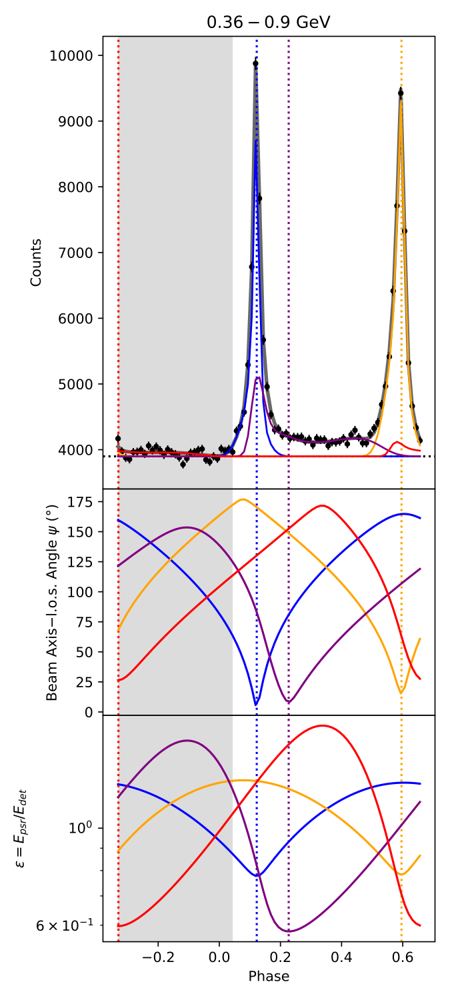 0.36 − 0.9 GeV
10000
9000
8000
7000
6000
5000
4000
Counts
175
150
125
100
75
50
25
0
Beam Axis−l.o.s. Angle ψ (°)
10⁰
6 × 10⁻¹
ε = E_psr/E_det
−0.2 0.0 0.2 0.4 0.6
Phase